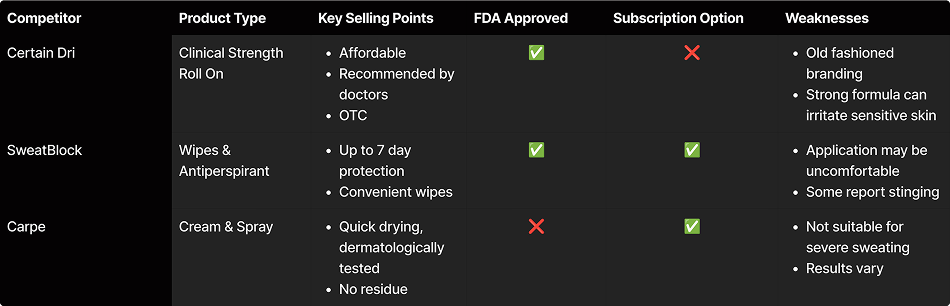 Competitor Product Type Key Selling Points FDA Approved Subscription Option Weaknesses
Certain Dri Clinical Strength • Affordable ✅ ❌ • Old fashioned
Roll On • Recommended by branding
doctors • Strong formula can
• OTC irritate sensitive skin
SweatBlock Wipes & • Up to 7 day ✅ ✅ • Application may be
Antiperspirant protection uncomfortable
• Convenient wipes • Some report stinging
Carpe Cream & Spray • Quick drying, ❌ ✅ • Not suitable for
dermatologically severe sweating
tested • Results vary
• No residue